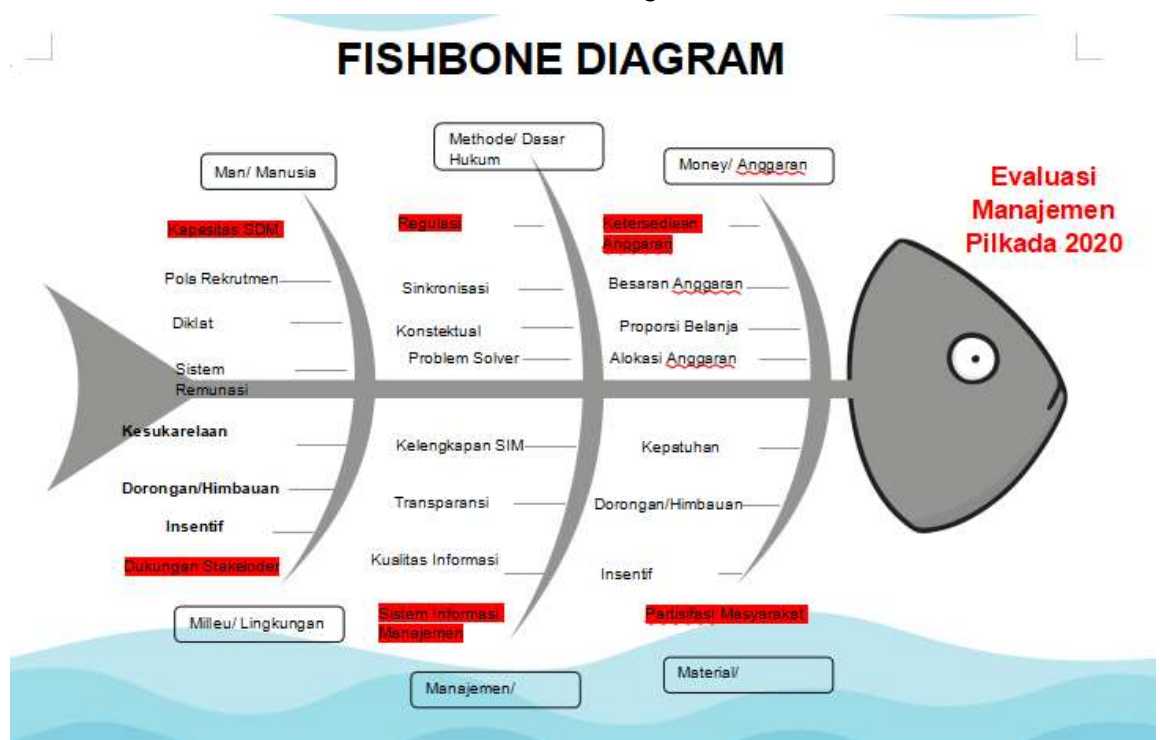 FISHBONE DIAGRAM
Man/ Manusia
Methode/ Dasar
Hukum
Money/ Anggaran
Evaluasi
Manajemen
Pilkada 2020
Kapasitas SDM
Pola Rekrutmen
Diklat
Sistem
Remunasi
Regulasi
Sinkronisasi
Konstektual
Problem Solver
Ketersediaan
Anggaran
Besaran Anggaran
Proporsi Belanja
Alokasi Anggaran
Kesukarelaan
Dorongan/Himbauan
Insentif
Dukungan Stakeloder
Milleu/ Lingkungan
Kelengkapan SIM
Transparansi
Kualitas Informasi
Sistem Informasi
Manajemen
Manajemen/
Kepatuhan
Dorongan/Himbauan
Insentif
Partisifasi Masyarakat
Material/